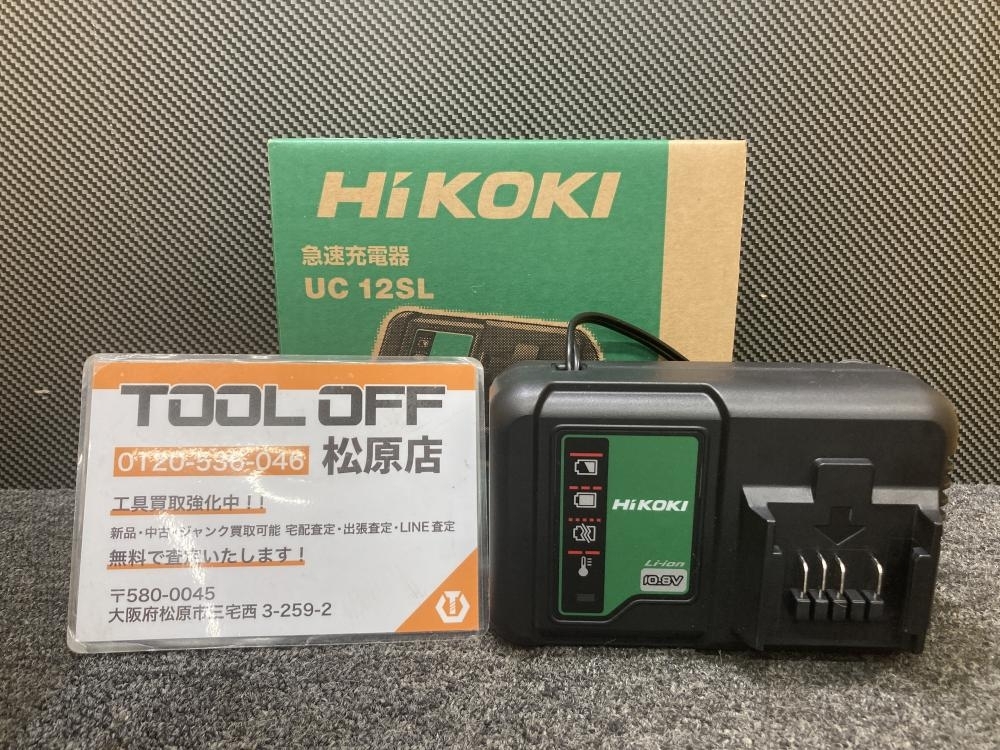 HiKOKI
急速充電器
UC 12SL
TOOL OFF
0120-536-046 松原店
工具買取強化中！！
新品・中古・ジャンク買取可能 宅配査定・出張査定・LINE査定
無料で査定いたします！
〒580-0045
大阪府松原市三宅西 3-259-2
HiKOKI
Li-ion
10.8V